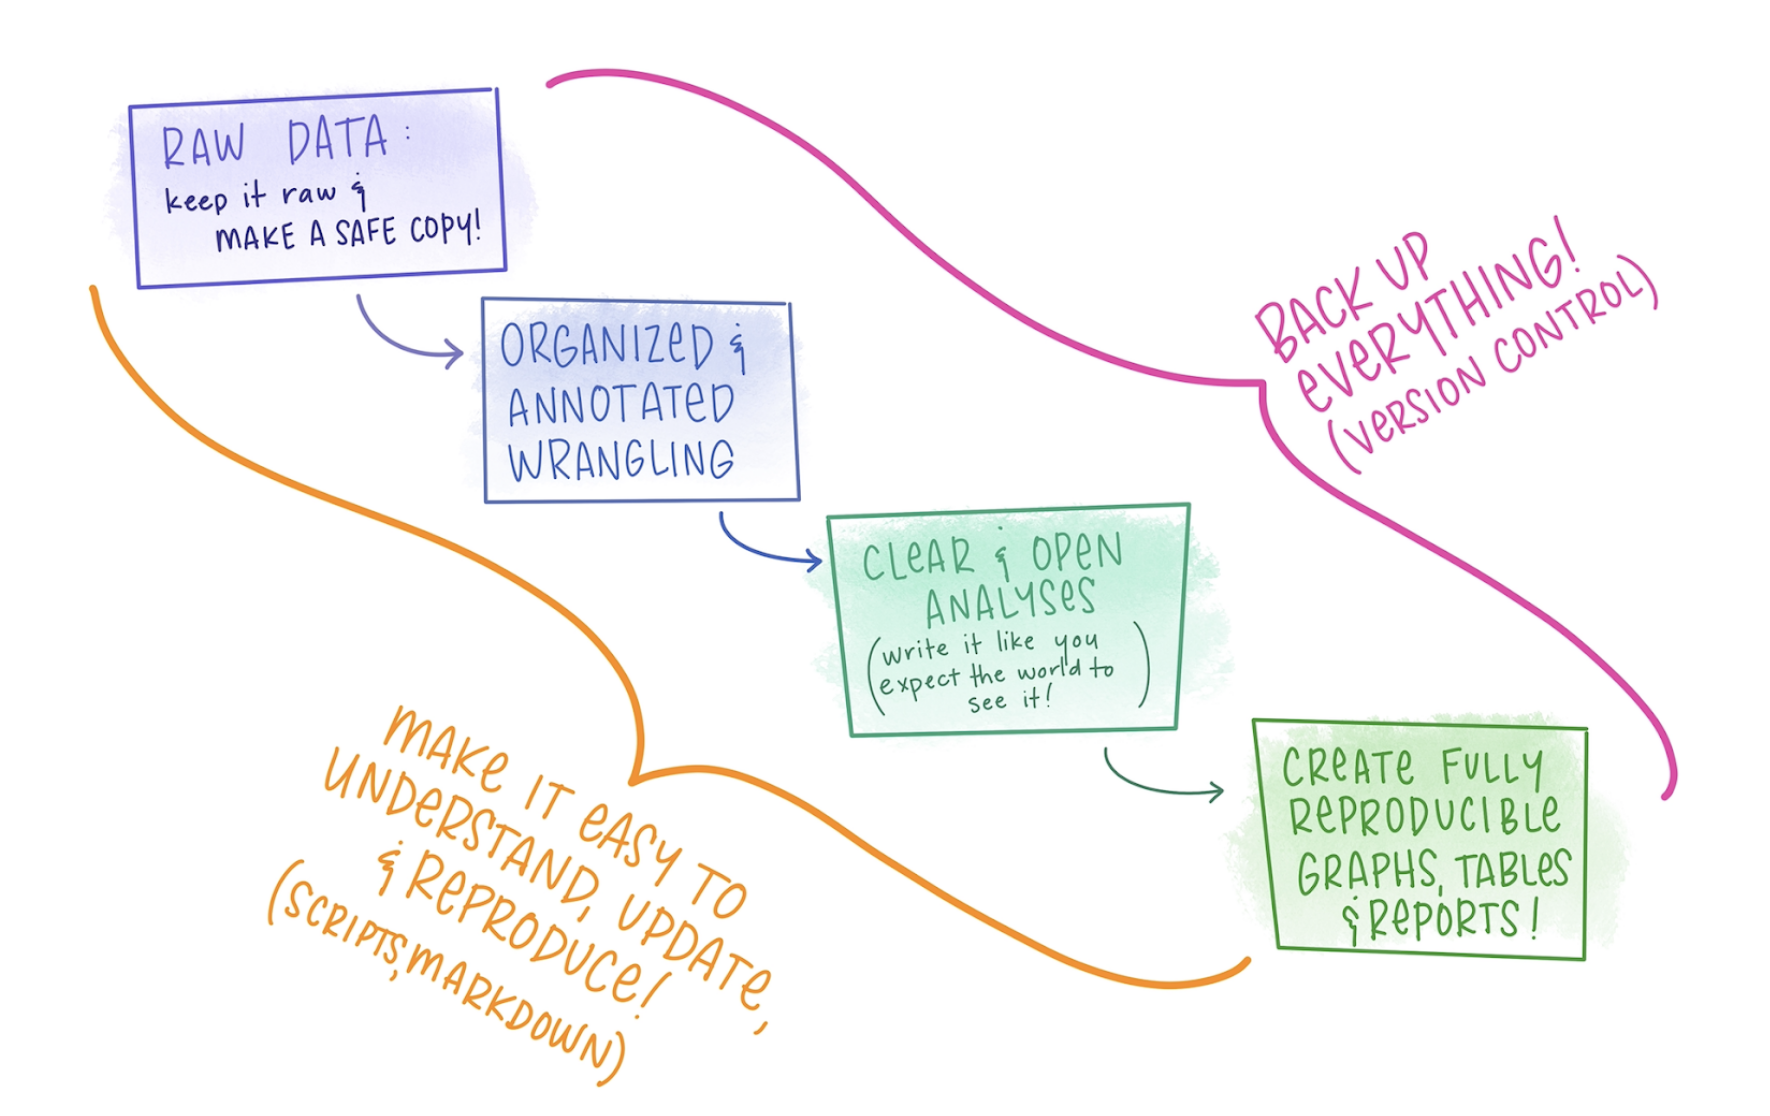 RAW DATA:
keep it raw &
MAKE A SAFE COPY!
ORGANIZED &
ANNOTATED
WRANGLING
CLEAR & OPEN
ANALYSES
(write it like you
expect the world to
see it!)
CREATE FULLY
REPRODUCIBLE
GRAPHS, TABLES
& REPORTS!
BACK UP
EVERYTHING!
(VERSION CONTROL)
MAKE IT EASY TO
UNDERSTAND, UPDATE,
& REPRODUCE!
(SCRIPTS, MARKDOWN)